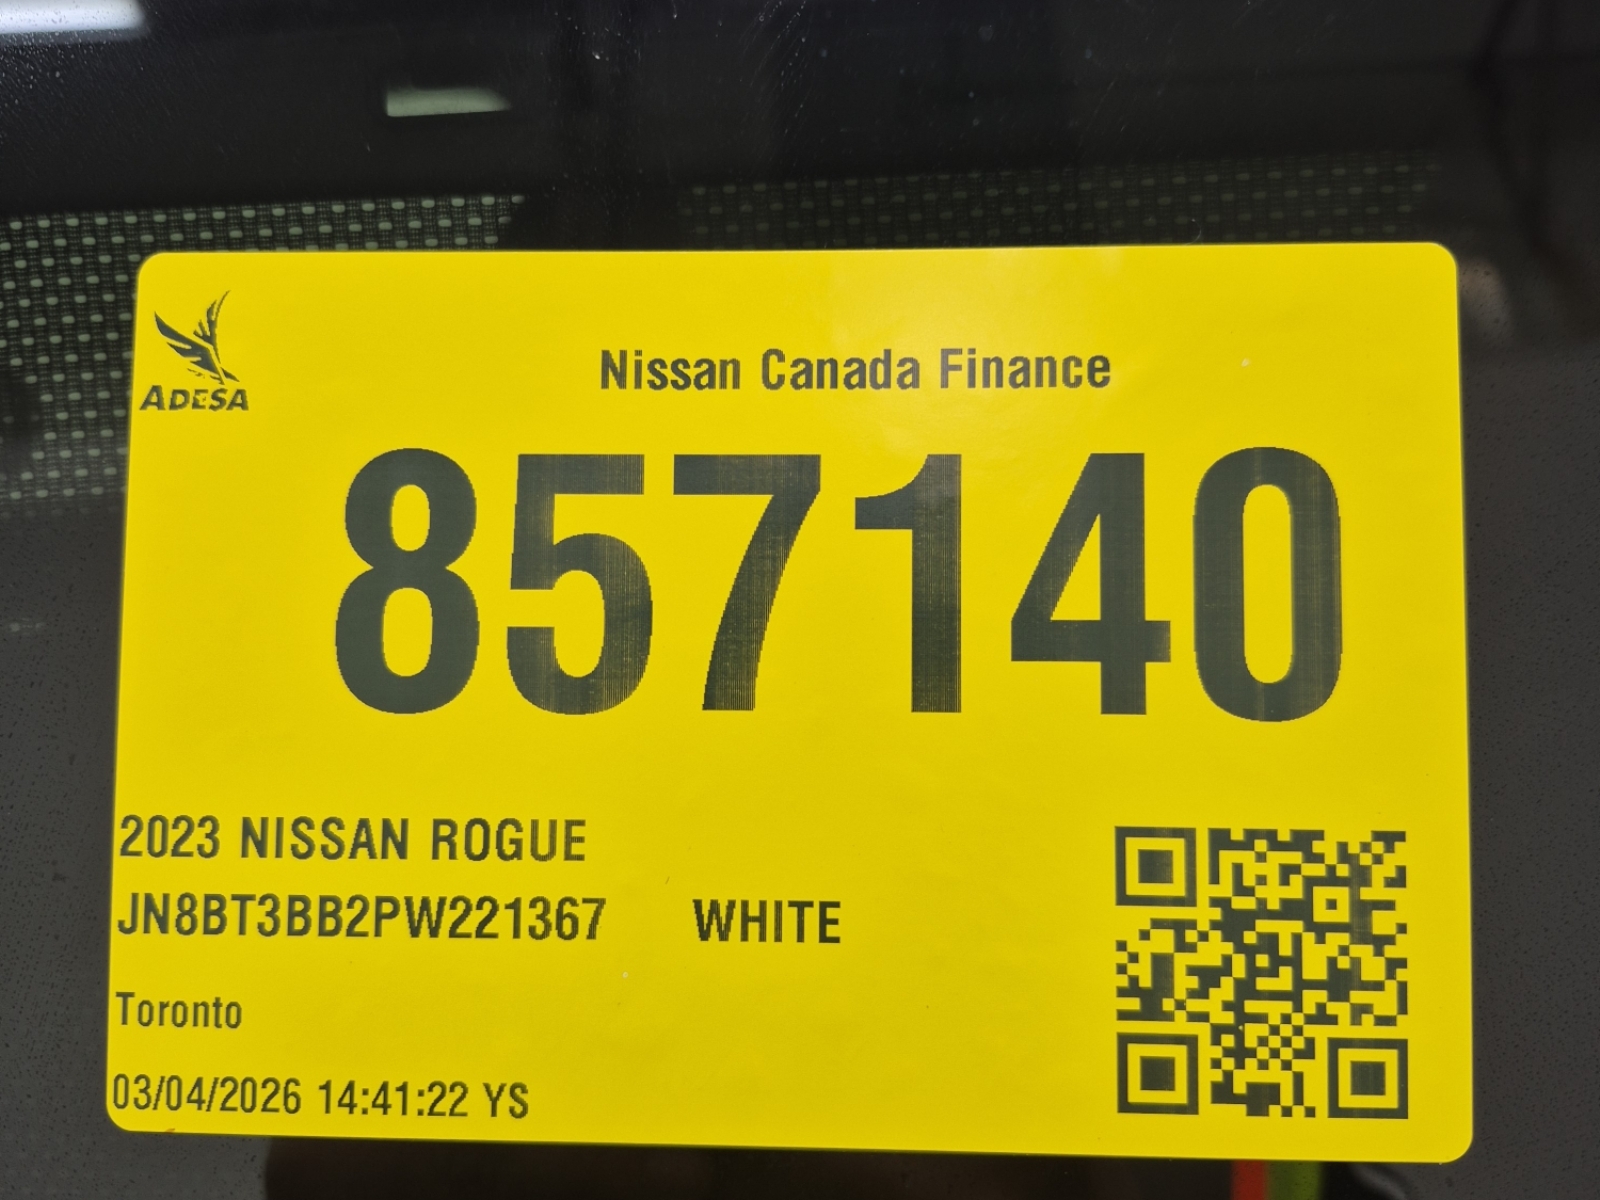 ADESA
Nissan Canada Finance
857140
2023 NISSAN ROGUE
JN8BT3BB2PW221367 WHITE
Toronto
03/04/2026 14:41:22 YS